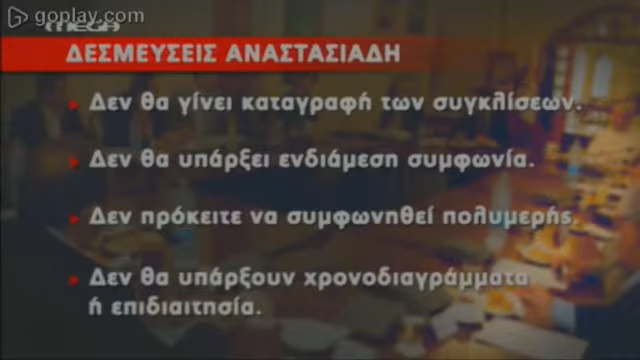 goplay.com
MEGA
ΔΕΣΜΕΥΣΕΙΣ ΑΝΑΣΤΑΣΙΑΔΗ
Δεν θα γίνει καταγραφή των συγκλίσεων.
Δεν θα υπάρξει ενδιάμεση συμφωνία.
Δεν πρόκειτε να συμφωνηθεί πολυμερής.
Δεν θα υπάρξουν χρονοδιαγράμματα
ή επιδιαιτησία.